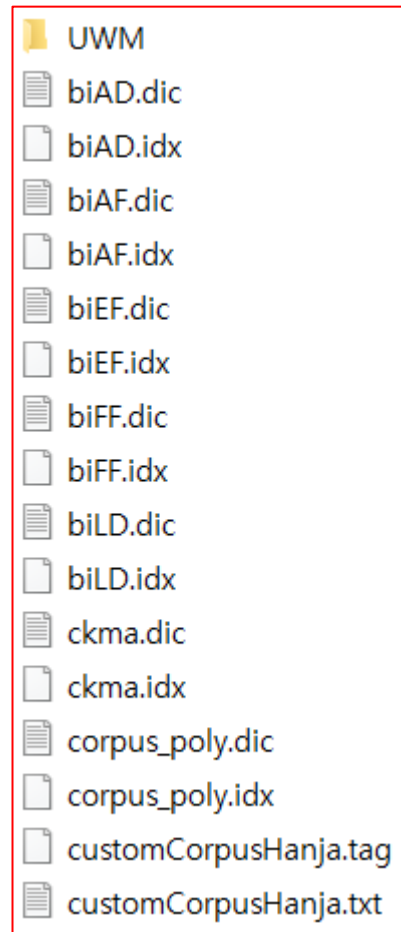 UWM
biAD.dic
biAD.idx
biAF.dic
biAF.idx
biEF.dic
biEF.idx
biFF.dic
biFF.idx
biLD.dic
biLD.idx
ckma.dic
ckma.idx
corpus_poly.dic
corpus_poly.idx
customCorpusHanja.tag
customCorpusHanja.txt